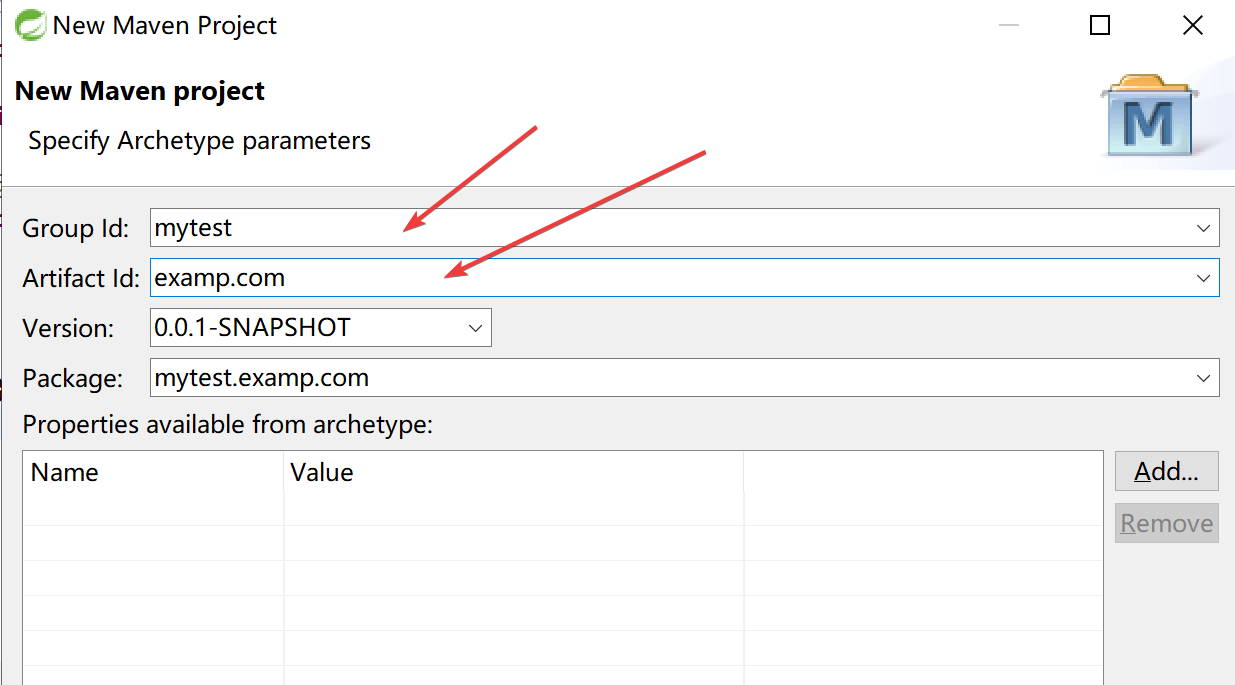 New Maven Project
New Maven project
Specify Archetype parameters
M
Group Id: mytest
Artifact Id: examp.com
Version: 0.0.1-SNAPSHOT
Package: mytest.examp.com
Properties available from archetype:
Name Value Add...
Remove